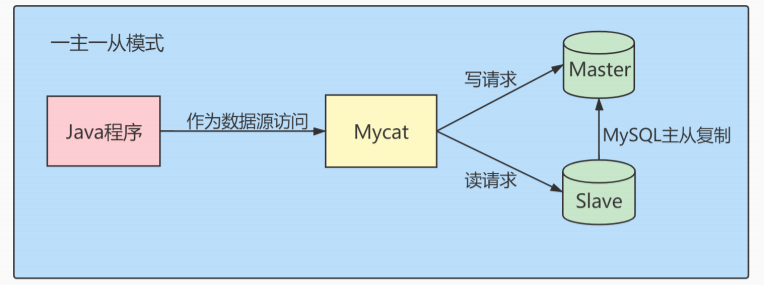 一主一从模式
Java程序
作为数据源访问
Mycat
写请求
读请求
Master
MySQL主从复制
Slave